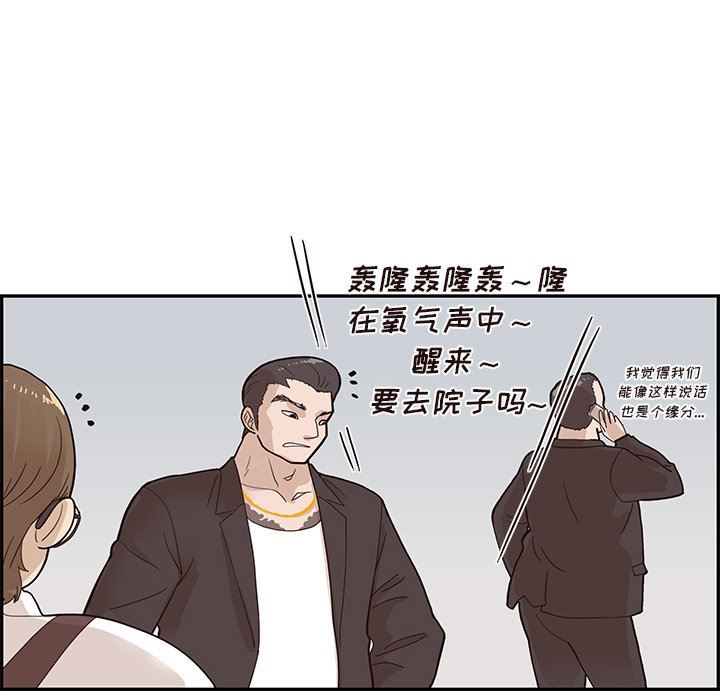 轰隆轰隆轰～隆
在氧气声中～
醒来～
要去院子吗～
我觉得我们
能像这样说话
也是个缘分...